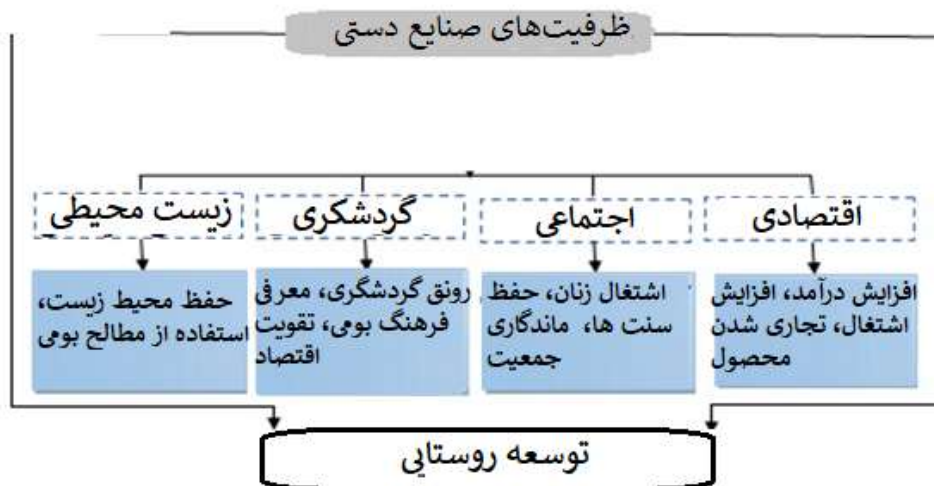 ظرفیت‌های صنایع دستی
اقتصادی
اجتماعی
گردشگری
زیست محیطی
افزایش درآمد، افزایش
اشتغال، تجاری شدن
محصول
اشتغال زنان، حفظ
سنت ها، ماندگاری
جمعیت
رونق گردشگری، معرفی
فرهنگ بومی، تقویت
اقتصاد
حفظ محیط زیست،
استفاده از مطالح بومی
توسعه روستایی